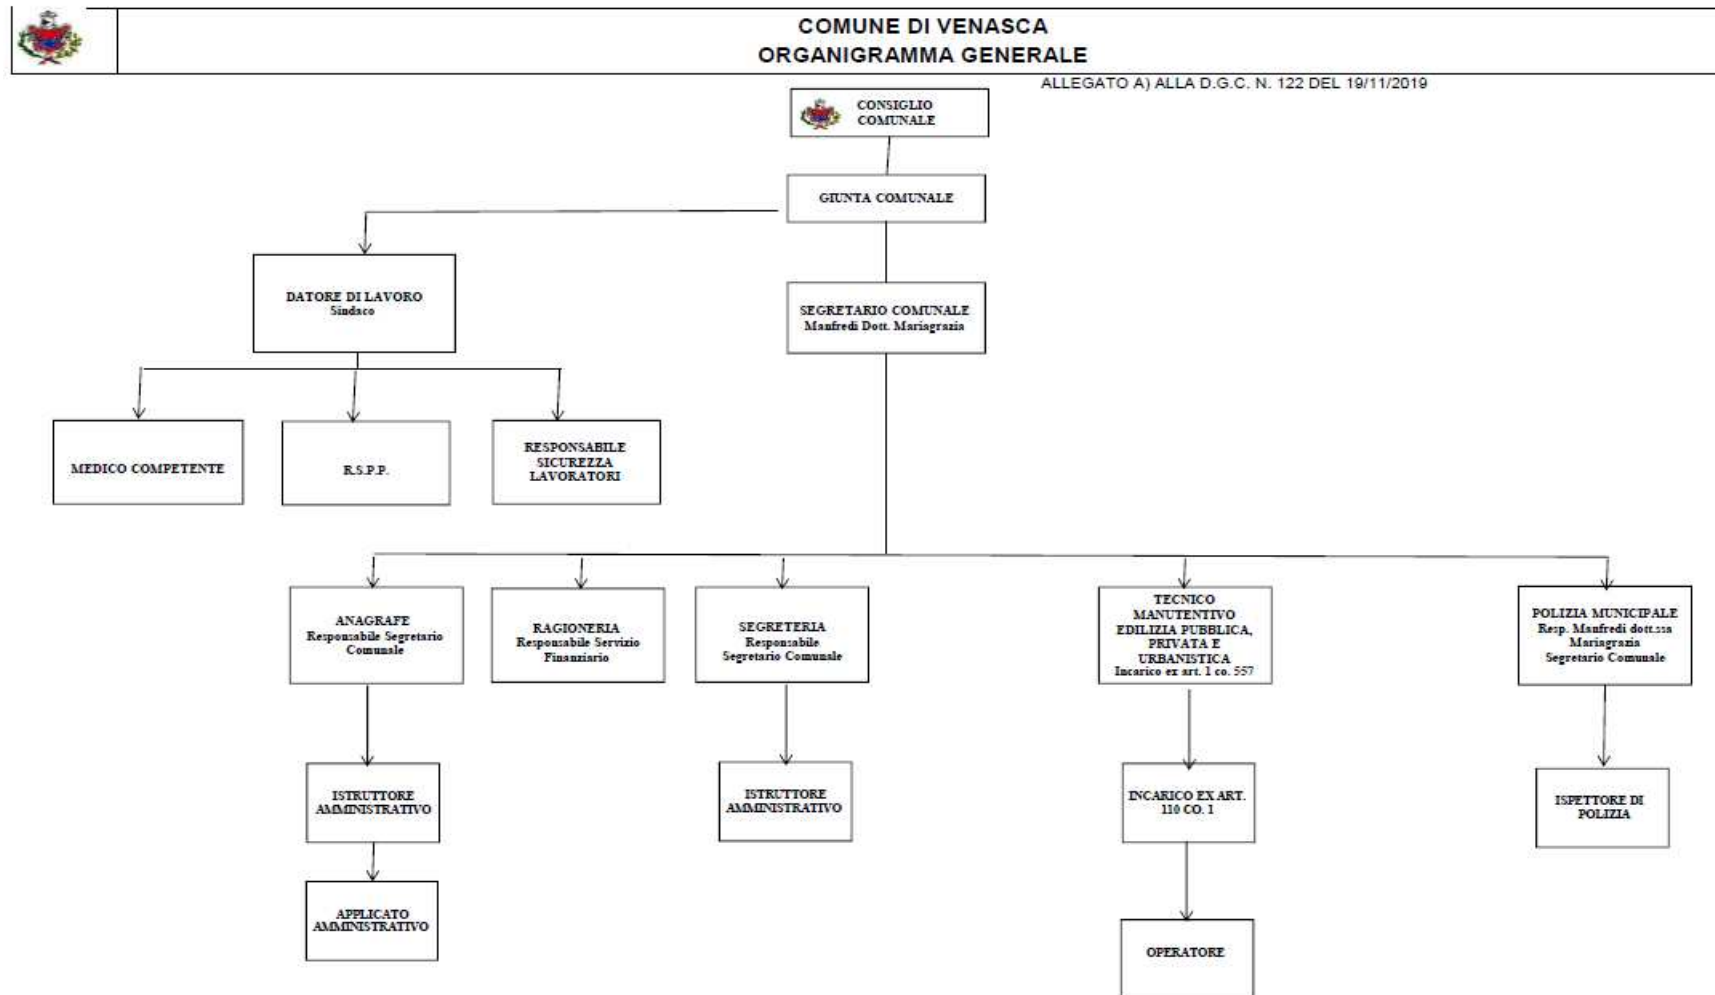 COMUNE DI VENASCA
ORGANIGRAMMA GENERALE
ALLEGATO A) ALLA D.G.C. N. 122 DEL 19/11/2019
CONSIGLIO
COMUNALE
GIUNTA COMUNALE
DATORE DI LAVORO
Sindaco
SEGRETARIO COMUNALE
Manfredi Dott. Mariagrazia
MEDICO COMPETENTE
R.S.P.P.
RESPONSABILE
SICUREZZA
LAVORATORI
ANAGRAFE
Responsabile Segretario
Comunale
RAGIONERIA
Responsabile Servizio
Finanziario
SEGRETERIA
Responsabile
Segretario Comunale
TECNICO
MANUTENTIVO
EDILIZIA PUBBLICA,
PRIVATA E
URBANISTICA
Incarico ex art. 1 co. 557
POLIZIA MUNICIPALE
Resp. Manfredi dott.ssa
Mariagrazia
Segretario Comunale
ISTRUTTORE
AMMINISTRATIVO
ISTRUTTORE
AMMINISTRATIVO
INCARICO EX ART.
110 CO. 1
ISPETTORE DI
POLIZIA
APPLICATO
AMMINISTRATIVO
OPERATORE